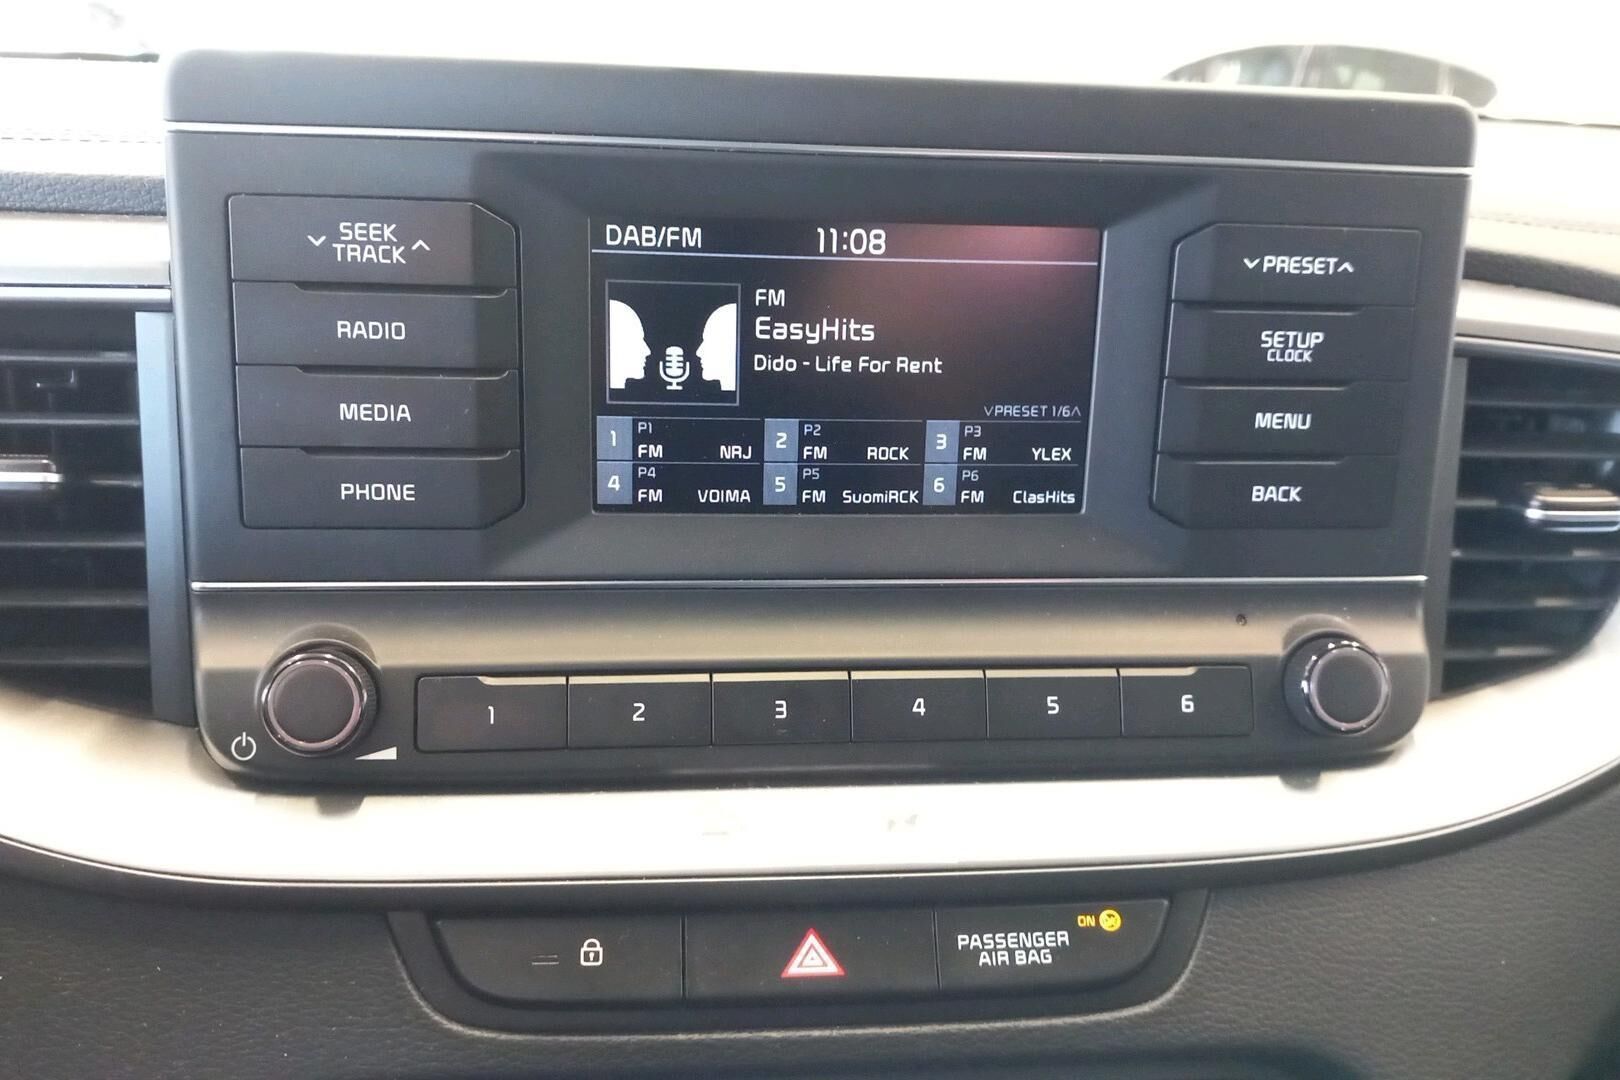 SEEK
TRACK
RADIO
MEDIA
PHONE
DAB/FM 11:08
FM
EasyHits
Dido - Life For Rent
PRESET 1/6
1 P1 FM NRJ
2 P2 FM ROCK
3 P3 FM YLEX
4 P4 FM VOIMA
5 P5 FM SuomiRCK
6 P6 FM ClasHits
PRESET
SETUP
CLOCK
MENU
BACK
1 2 3 4 5 6
PASSENGER
AIR BAG
ON